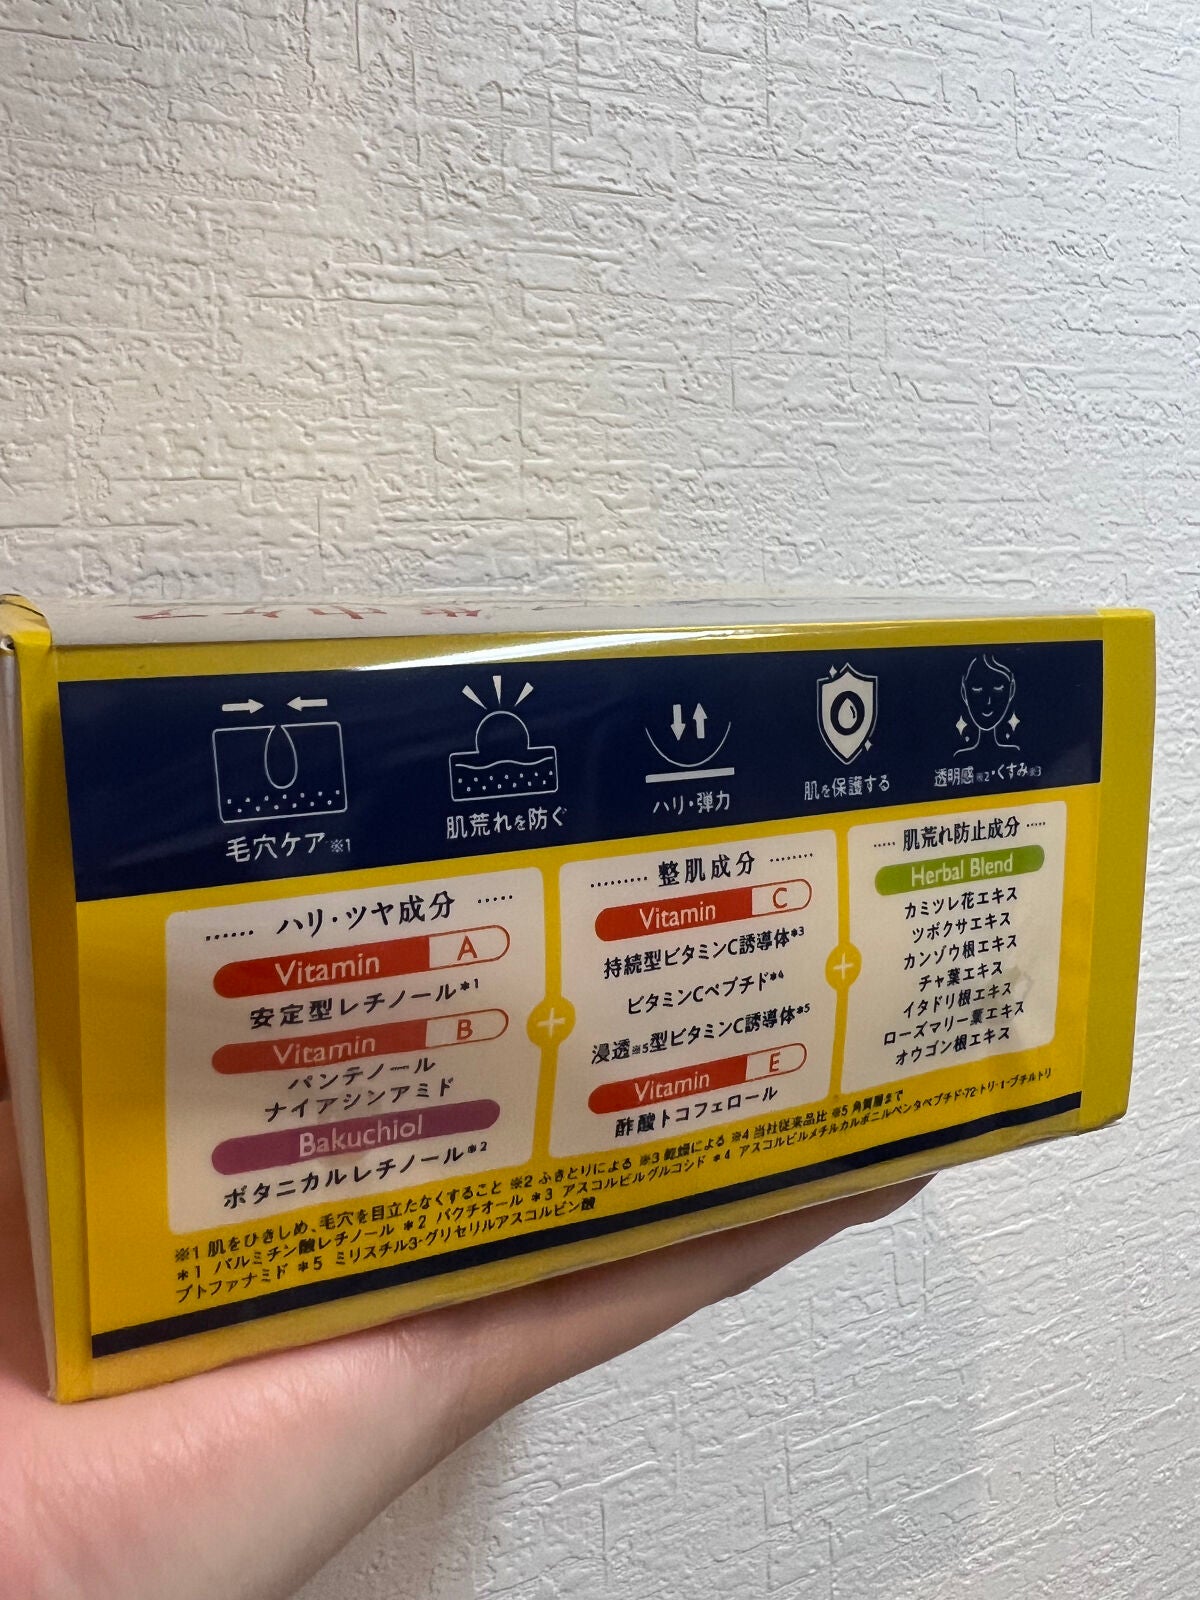 毛穴ケア※1
肌荒れを防ぐ
ハリ・弾力
肌を保護する
透明感※2・くすみ※3
…… ハリ・ツヤ成分 ……
Vitamin A
安定型レチノール*1
Vitamin B
パンテノール
ナイアシンアミド
Bakuchiol
ボタニカルレチノール*2
+
……… 整肌成分 ………
Vitamin C
持続型ビタミンC誘導体*3
ビタミンCペプチド*4
浸透※5型ビタミンC誘導体*5
Vitamin E
酢酸トコフェロール
+
…… 肌荒れ防止成分 ……
Herbal Blend
カミツレ花エキス
ツボクサエキス
カンゾウ根エキス
チャ葉エキス
イタドリ根エキス
ローズマリー葉エキス
オウゴン根エキス
※1 肌をひきしめ、毛穴を目立たなくすること ※2 ふきとりによる ※3 乾燥による ※4 当社従来品比 ※5 角質層まで
*1 パルミチン酸レチノール *2 バクチオール *3 アスコルビルグルコシド *4 アスコルビルメチルカルボニルペンタペプチド-72-トリ-t-ブチルトリ
プトファナミド *5 ミリスチル3-グリセリルアスコルビン酸